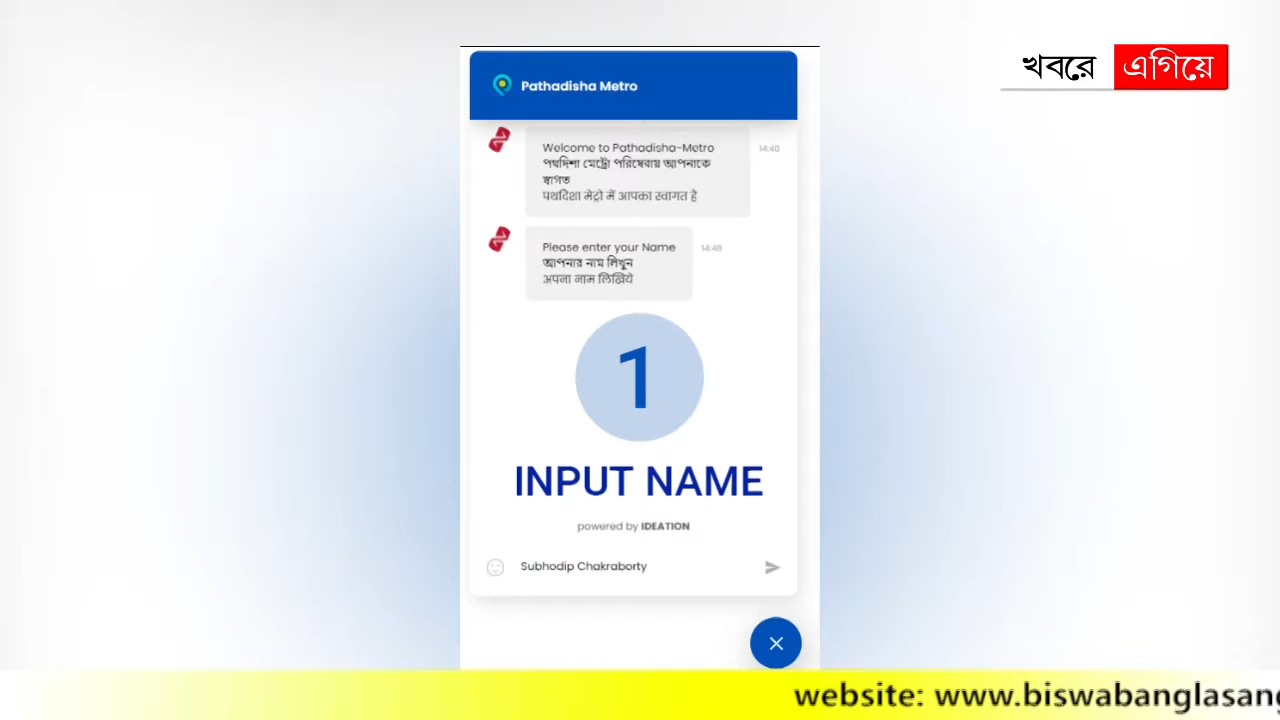 খবরে এগিয়ে
Pathadisha Metro
Welcome to Pathadisha-Metro
14:48
পথদিশা মেট্রো পরিষেবায় আপনাকে
স্বাগত
पथदिशा मेट्रो में आपका स्वागत है
Please enter your Name
14:48
আপনার নাম লিখুন
अपना नाम लिखिये
1
INPUT NAME
powered by IDEATION
Subhodip Chakraborty
website: www.biswabanglasang